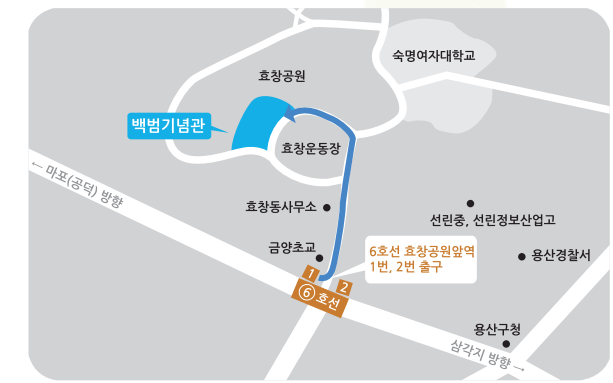 숙명여자대학교
효창공원
백범기념관
효창운동장
← 마포(공덕) 방향
효창동사무소
선린중, 선린정보산업고
금양초교
6호선 효창공원앞역
1번, 2번 출구
용산경찰서
1
2
⑥호선
용산구청
삼각지 방향 →